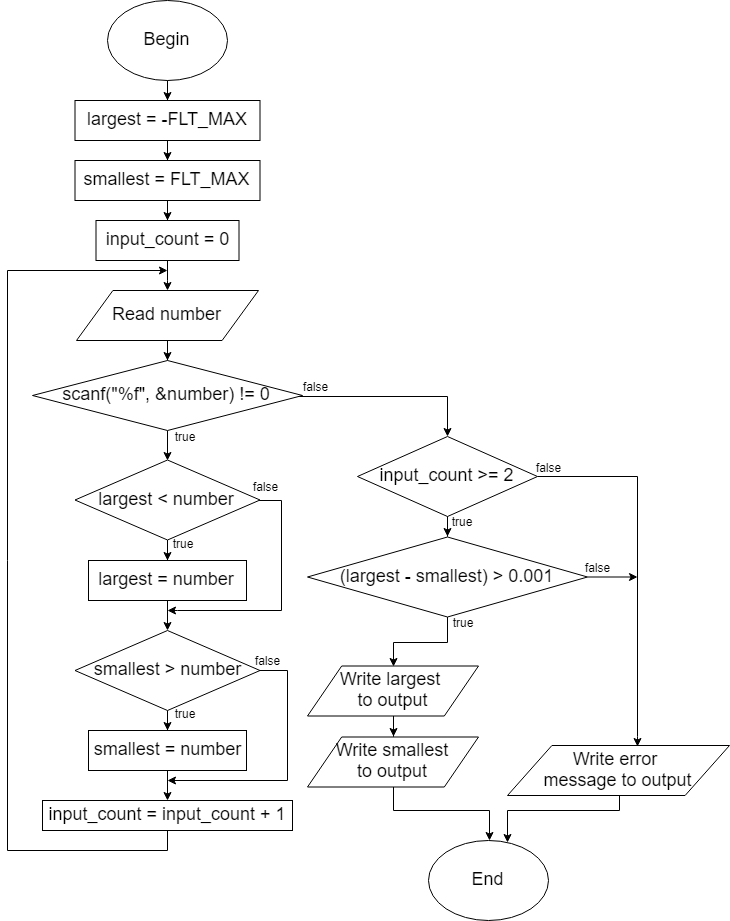 Begin
largest = -FLT_MAX
smallest = FLT_MAX
input_count = 0
Read number
scanf("%f", &number) != 0
false
true
largest < number
false
true
largest = number
smallest > number
false
true
smallest = number
input_count = input_count + 1
input_count >= 2
false
true
(largest - smallest) > 0.001
false
true
Write largest
to output
Write smallest
to output
Write error
message to output
End